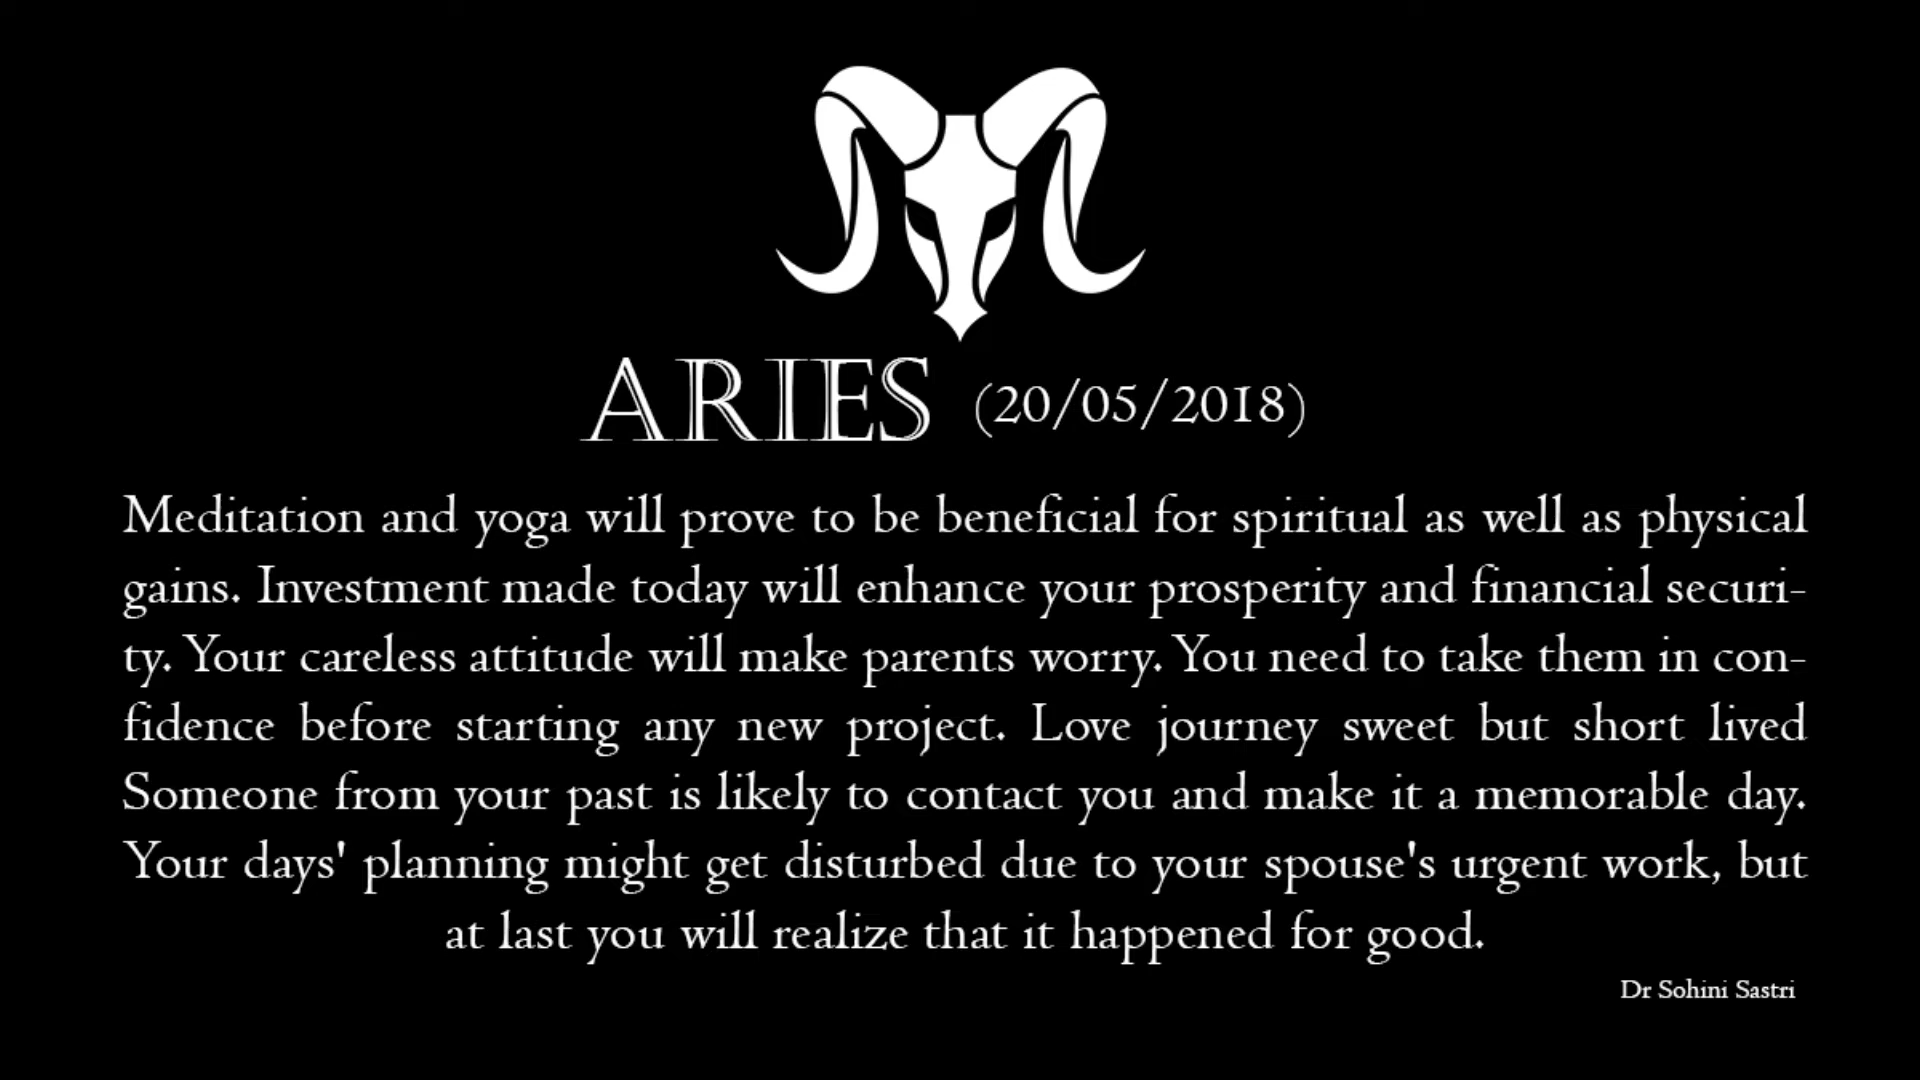 ARIES (20/05/2018)
Meditation and yoga will prove to be beneficial for spiritual as well as physical
gains. Investment made today will enhance your prosperity and financial securi-
ty. Your careless attitude will make parents worry. You need to take them in con-
fidence before starting any new project. Love journey sweet but short lived
Someone from your past is likely to contact you and make it a memorable day.
Your days' planning might get disturbed due to your spouse's urgent work, but
at last you will realize that it happened for good.
Dr Sohini Sastri